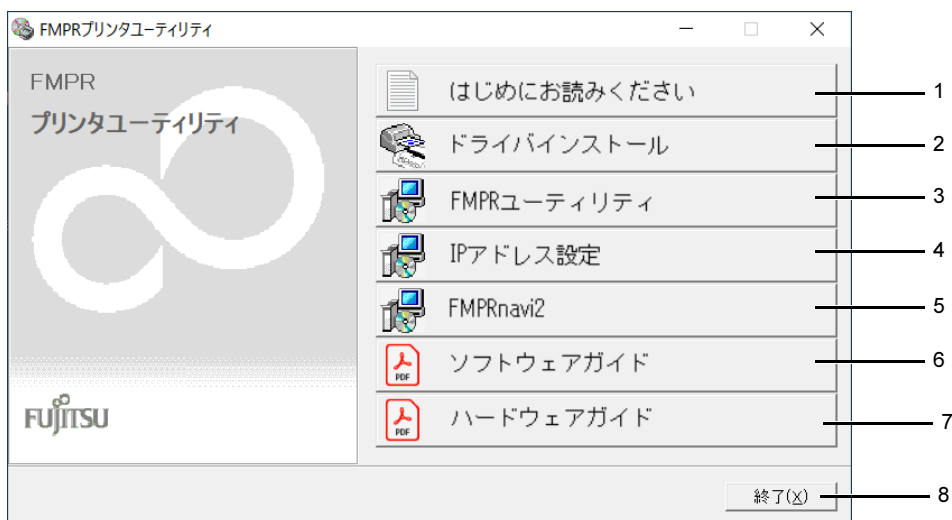 FMPRプリンタユーティリティ
FMPR
プリンタユーティリティ
はじめにお読みください
1
ドライバインストール
2
FMPRユーティリティ
3
IPアドレス設定
4
FMPRnavi2
5
PDF
ソフトウェアガイド
6
PDF
ハードウェアガイド
7
FUJITSU
終了(X)
8